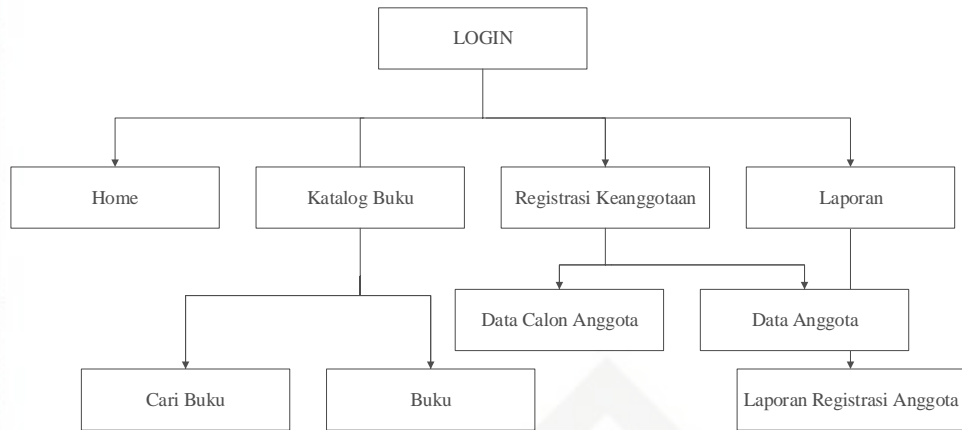 LOGIN
Home
Katalog Buku
Registrasi Keanggotaan
Laporan
Data Calon Anggota
Data Anggota
Cari Buku
Buku
Laporan Registrasi Anggota